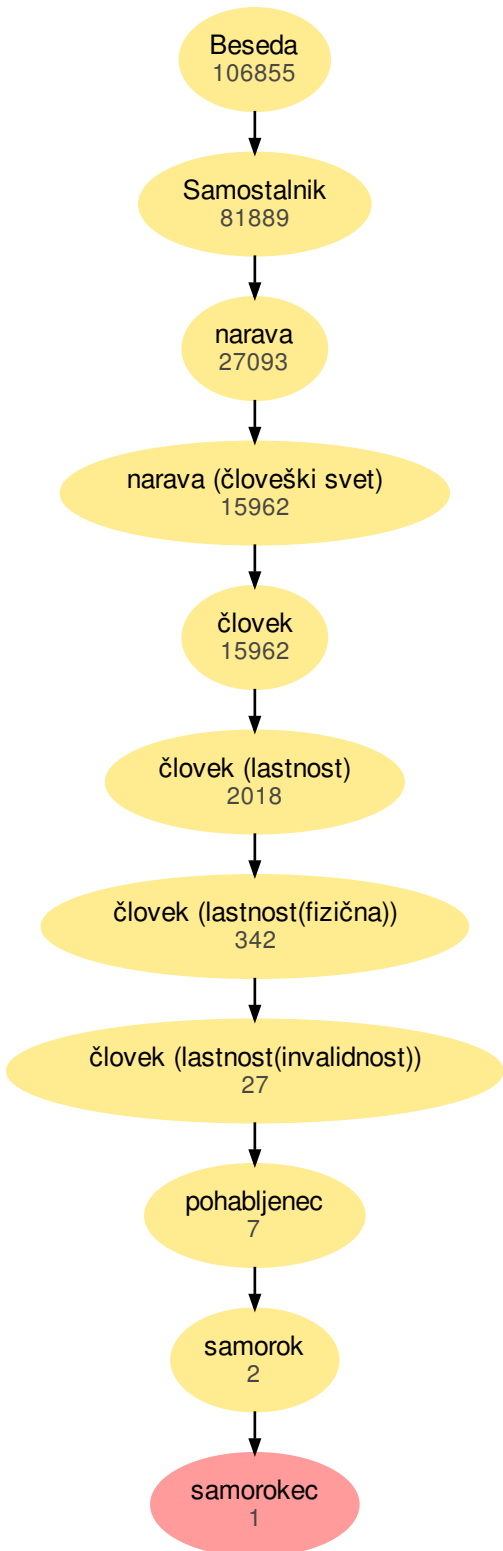 Beseda
106855
Samostalnik
81889
narava
27093
narava (človeški svet)
15962
človek
15962
človek (lastnost)
2018
človek (lastnost(fizična))
342
človek (lastnost(invalidnost))
27
pohabljenec
7
samorok
2
samorokec
1